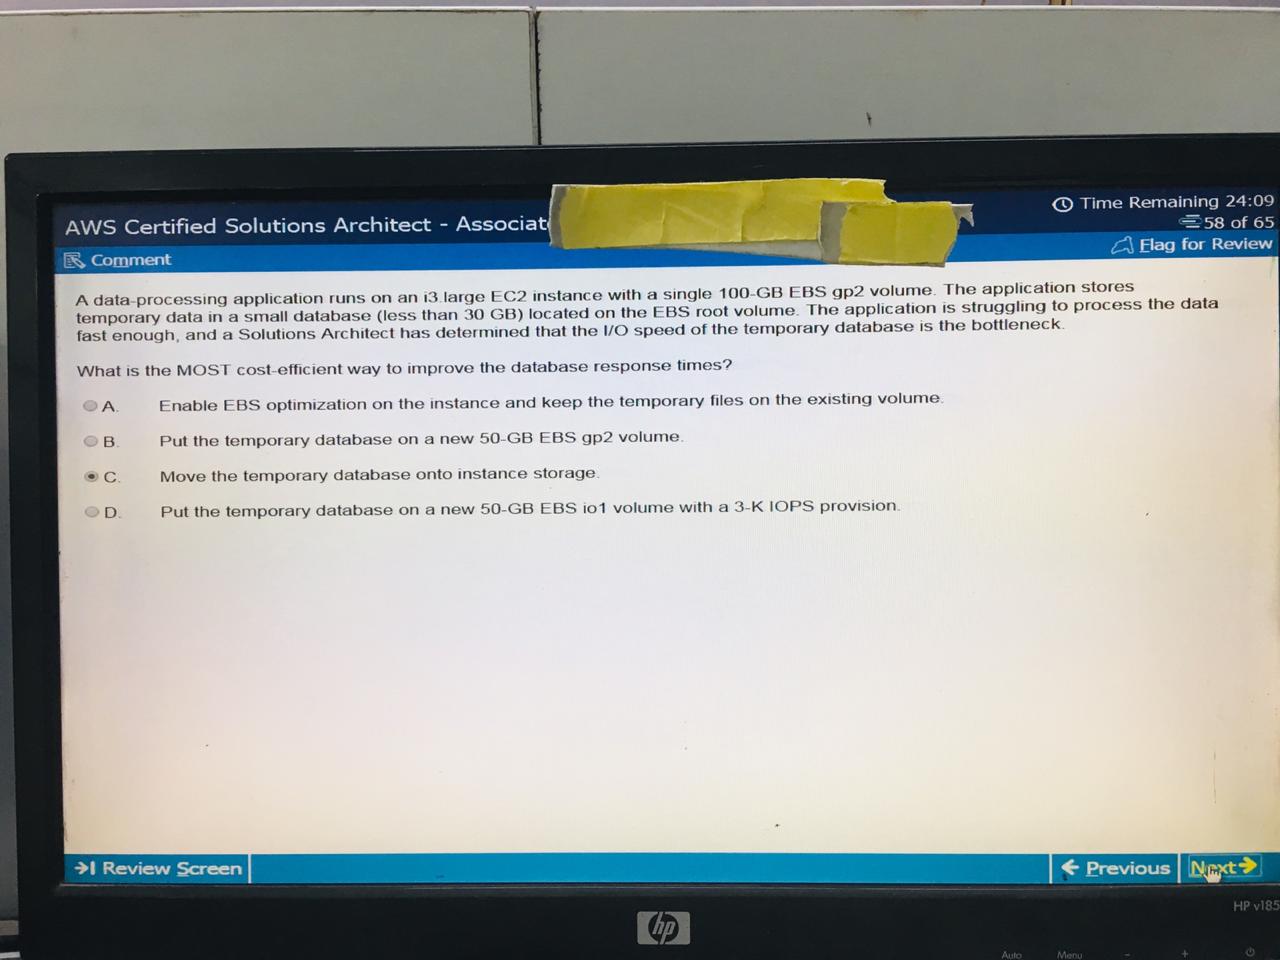 AWS Certified Solutions Architect - Associat
Time Remaining 24:09
58 of 65
Comment
Flag for Review
A data-processing application runs on an i3.large EC2 instance with a single 100-GB EBS gp2 volume. The application stores
temporary data in a small database (less than 30 GB) located on the EBS root volume. The application is struggling to process the data
fast enough, and a Solutions Architect has determined that the I/O speed of the temporary database is the bottleneck.
What is the MOST cost-efficient way to improve the database response times?
A. Enable EBS optimization on the instance and keep the temporary files on the existing volume.
B. Put the temporary database on a new 50-GB EBS gp2 volume.
C. Move the temporary database onto instance storage.
D. Put the temporary database on a new 50-GB EBS io1 volume with a 3-K IOPS provision.
Review Screen
Previous
Next
HP v185
hp
Auto Menu - +